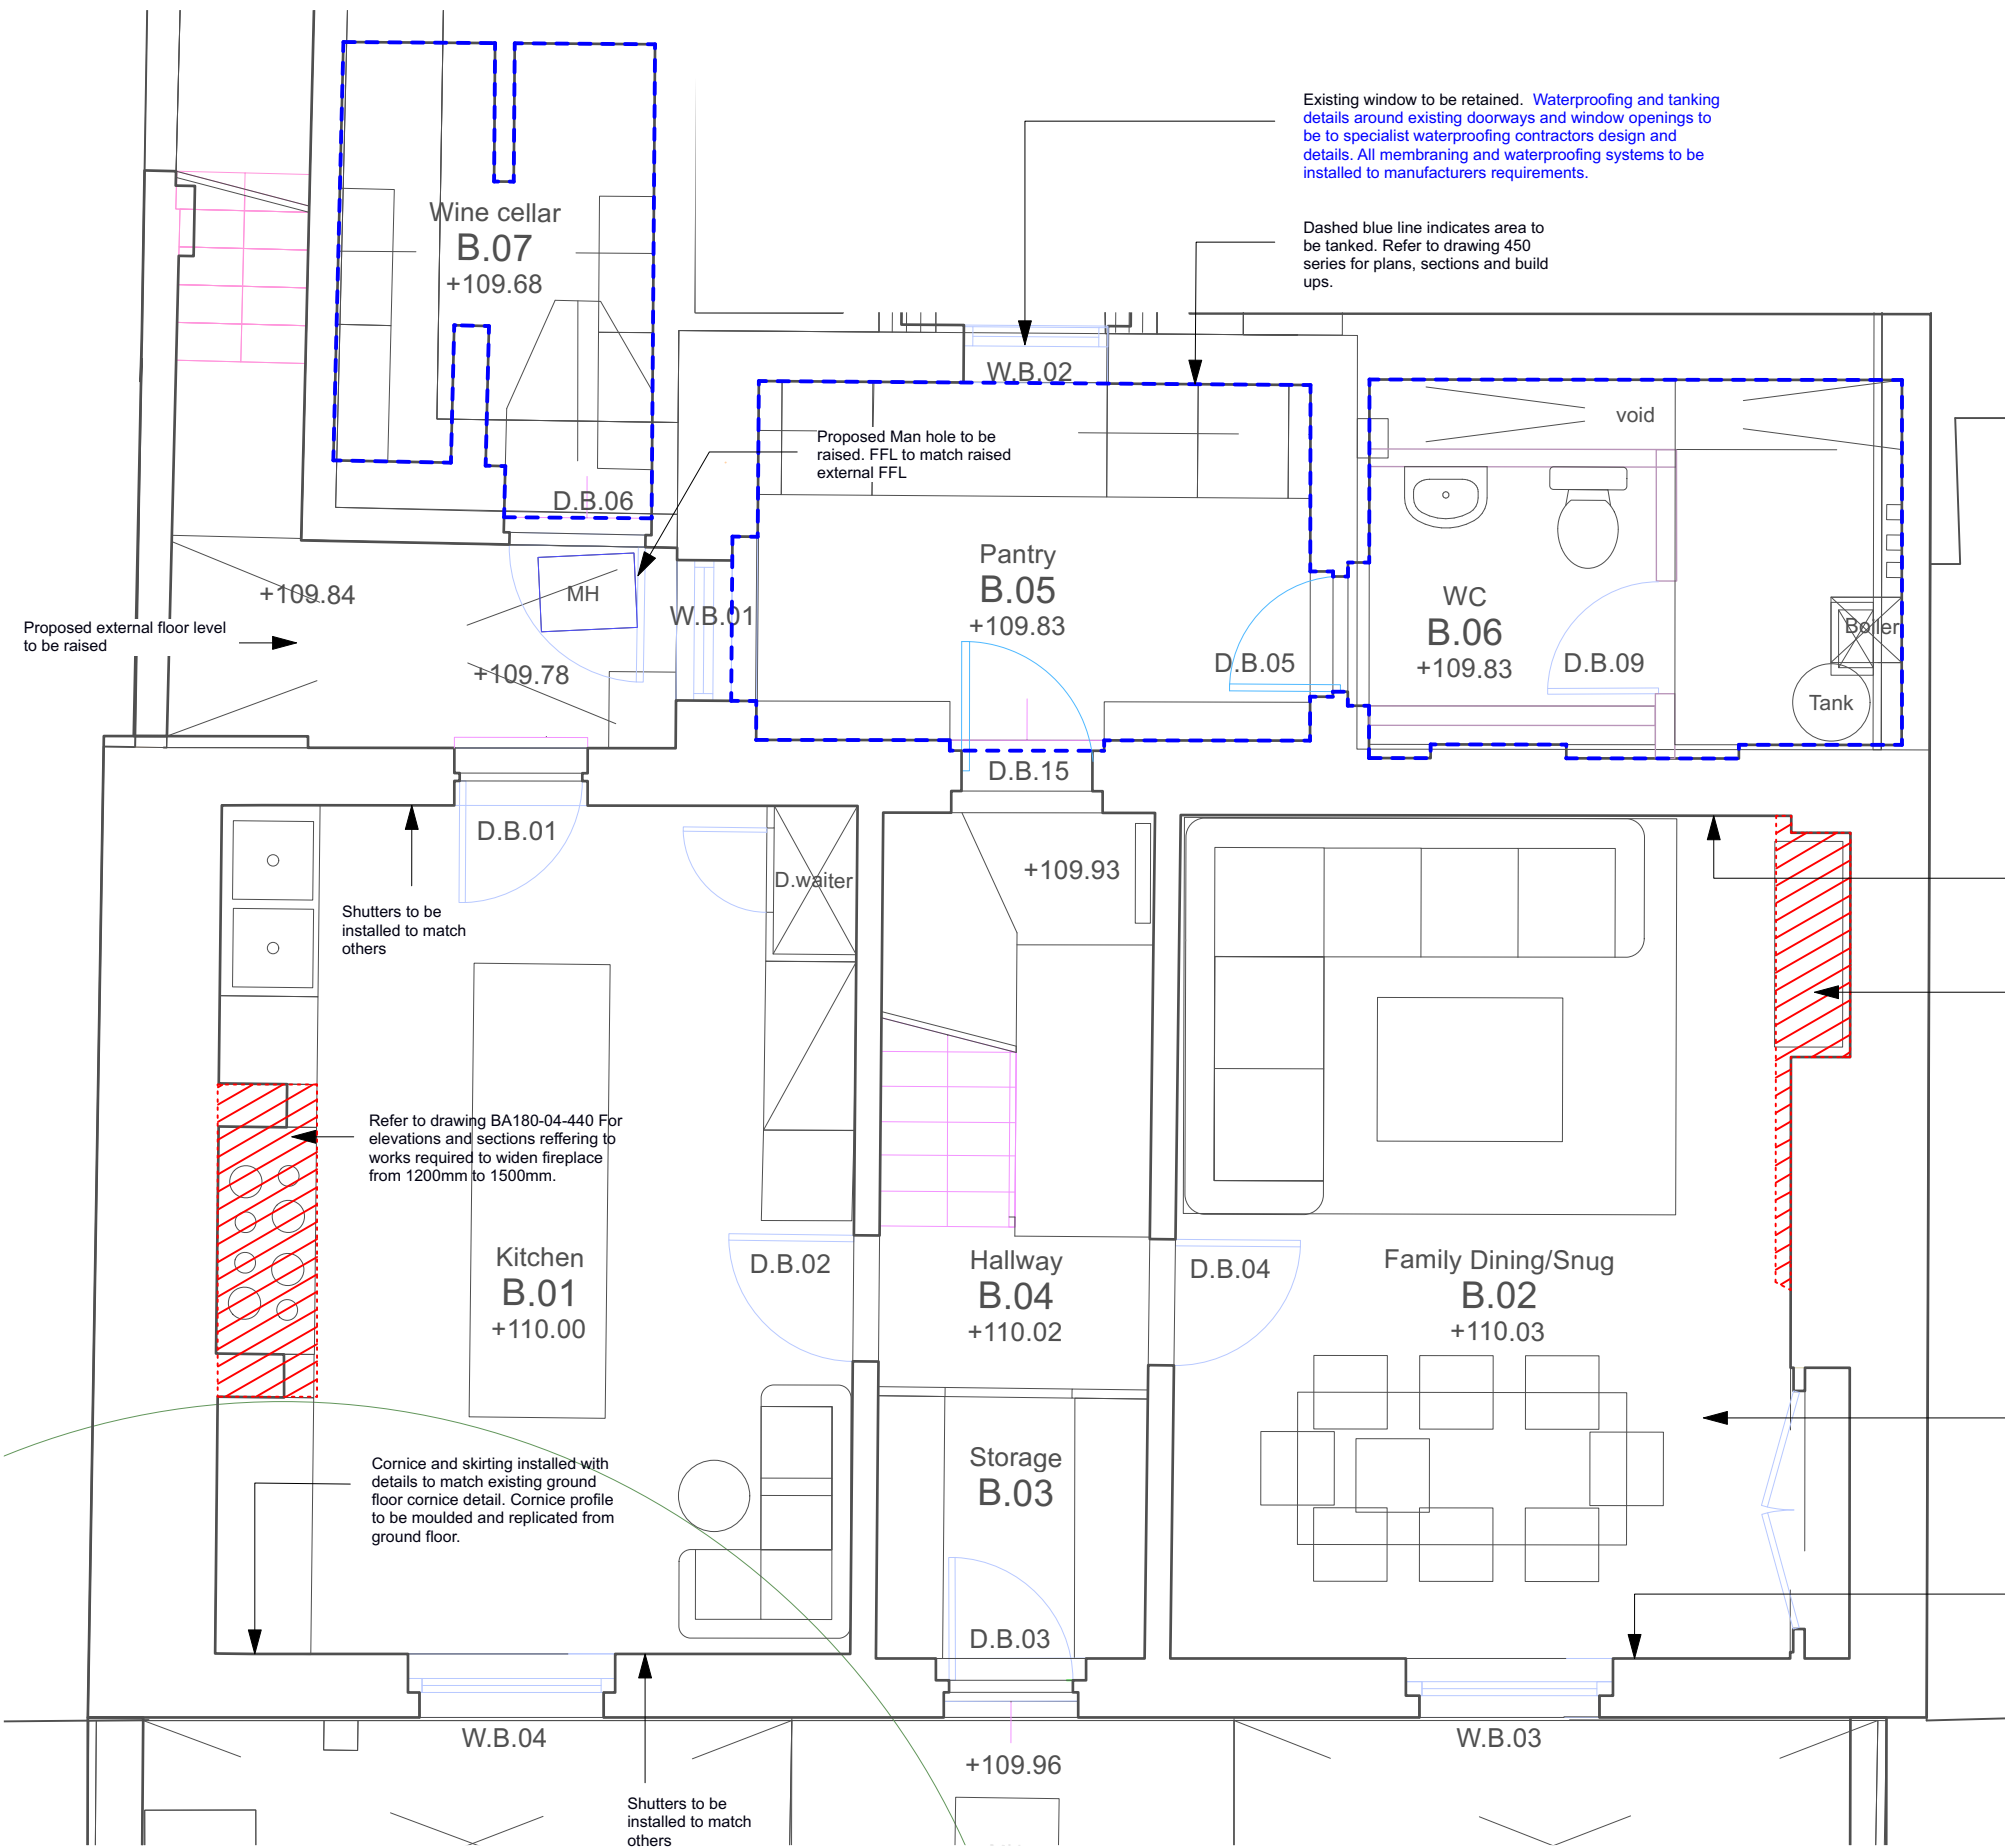 Existing window to be retained. Waterproofing and tanking
details around existing doorways and window openings to
be to specialist waterproofing contractors design and
details. All membraning and waterproofing systems to be
installed to manufacturers requirements.
Dashed blue line indicates area to
be tanked. Refer to drawing 450
series for plans, sections and build
ups.
Wine cellar
B.07
+109.68
W.B.02
void
Proposed Man hole to be
raised. FFL to match raised
external FFL
D.B.06
Pantry
B.05
+109.83
+109.84
MH
W.B.01
WC
B.06
+109.83
Proposed external floor level
to be raised
+109.78
D.B.05
D.B.09
Boiler
Tank
D.B.15
D.B.01
D.waiter
+109.93
Shutters to be
installed to match
others
Refer to drawing BA180-04-440 For
elevations and sections reffering to
works required to widen fireplace
from 1200mm to 1500mm.
Kitchen
B.01
+110.00
D.B.02
Hallway
B.04
+110.02
D.B.04
Family Dining/Snug
B.02
+110.03
Cornice and skirting installed with
details to match existing ground
floor cornice detail. Cornice profile
to be moulded and replicated from
ground floor.
Storage
B.03
D.B.03
W.B.04
+109.96
W.B.03
Shutters to be
installed to match
others